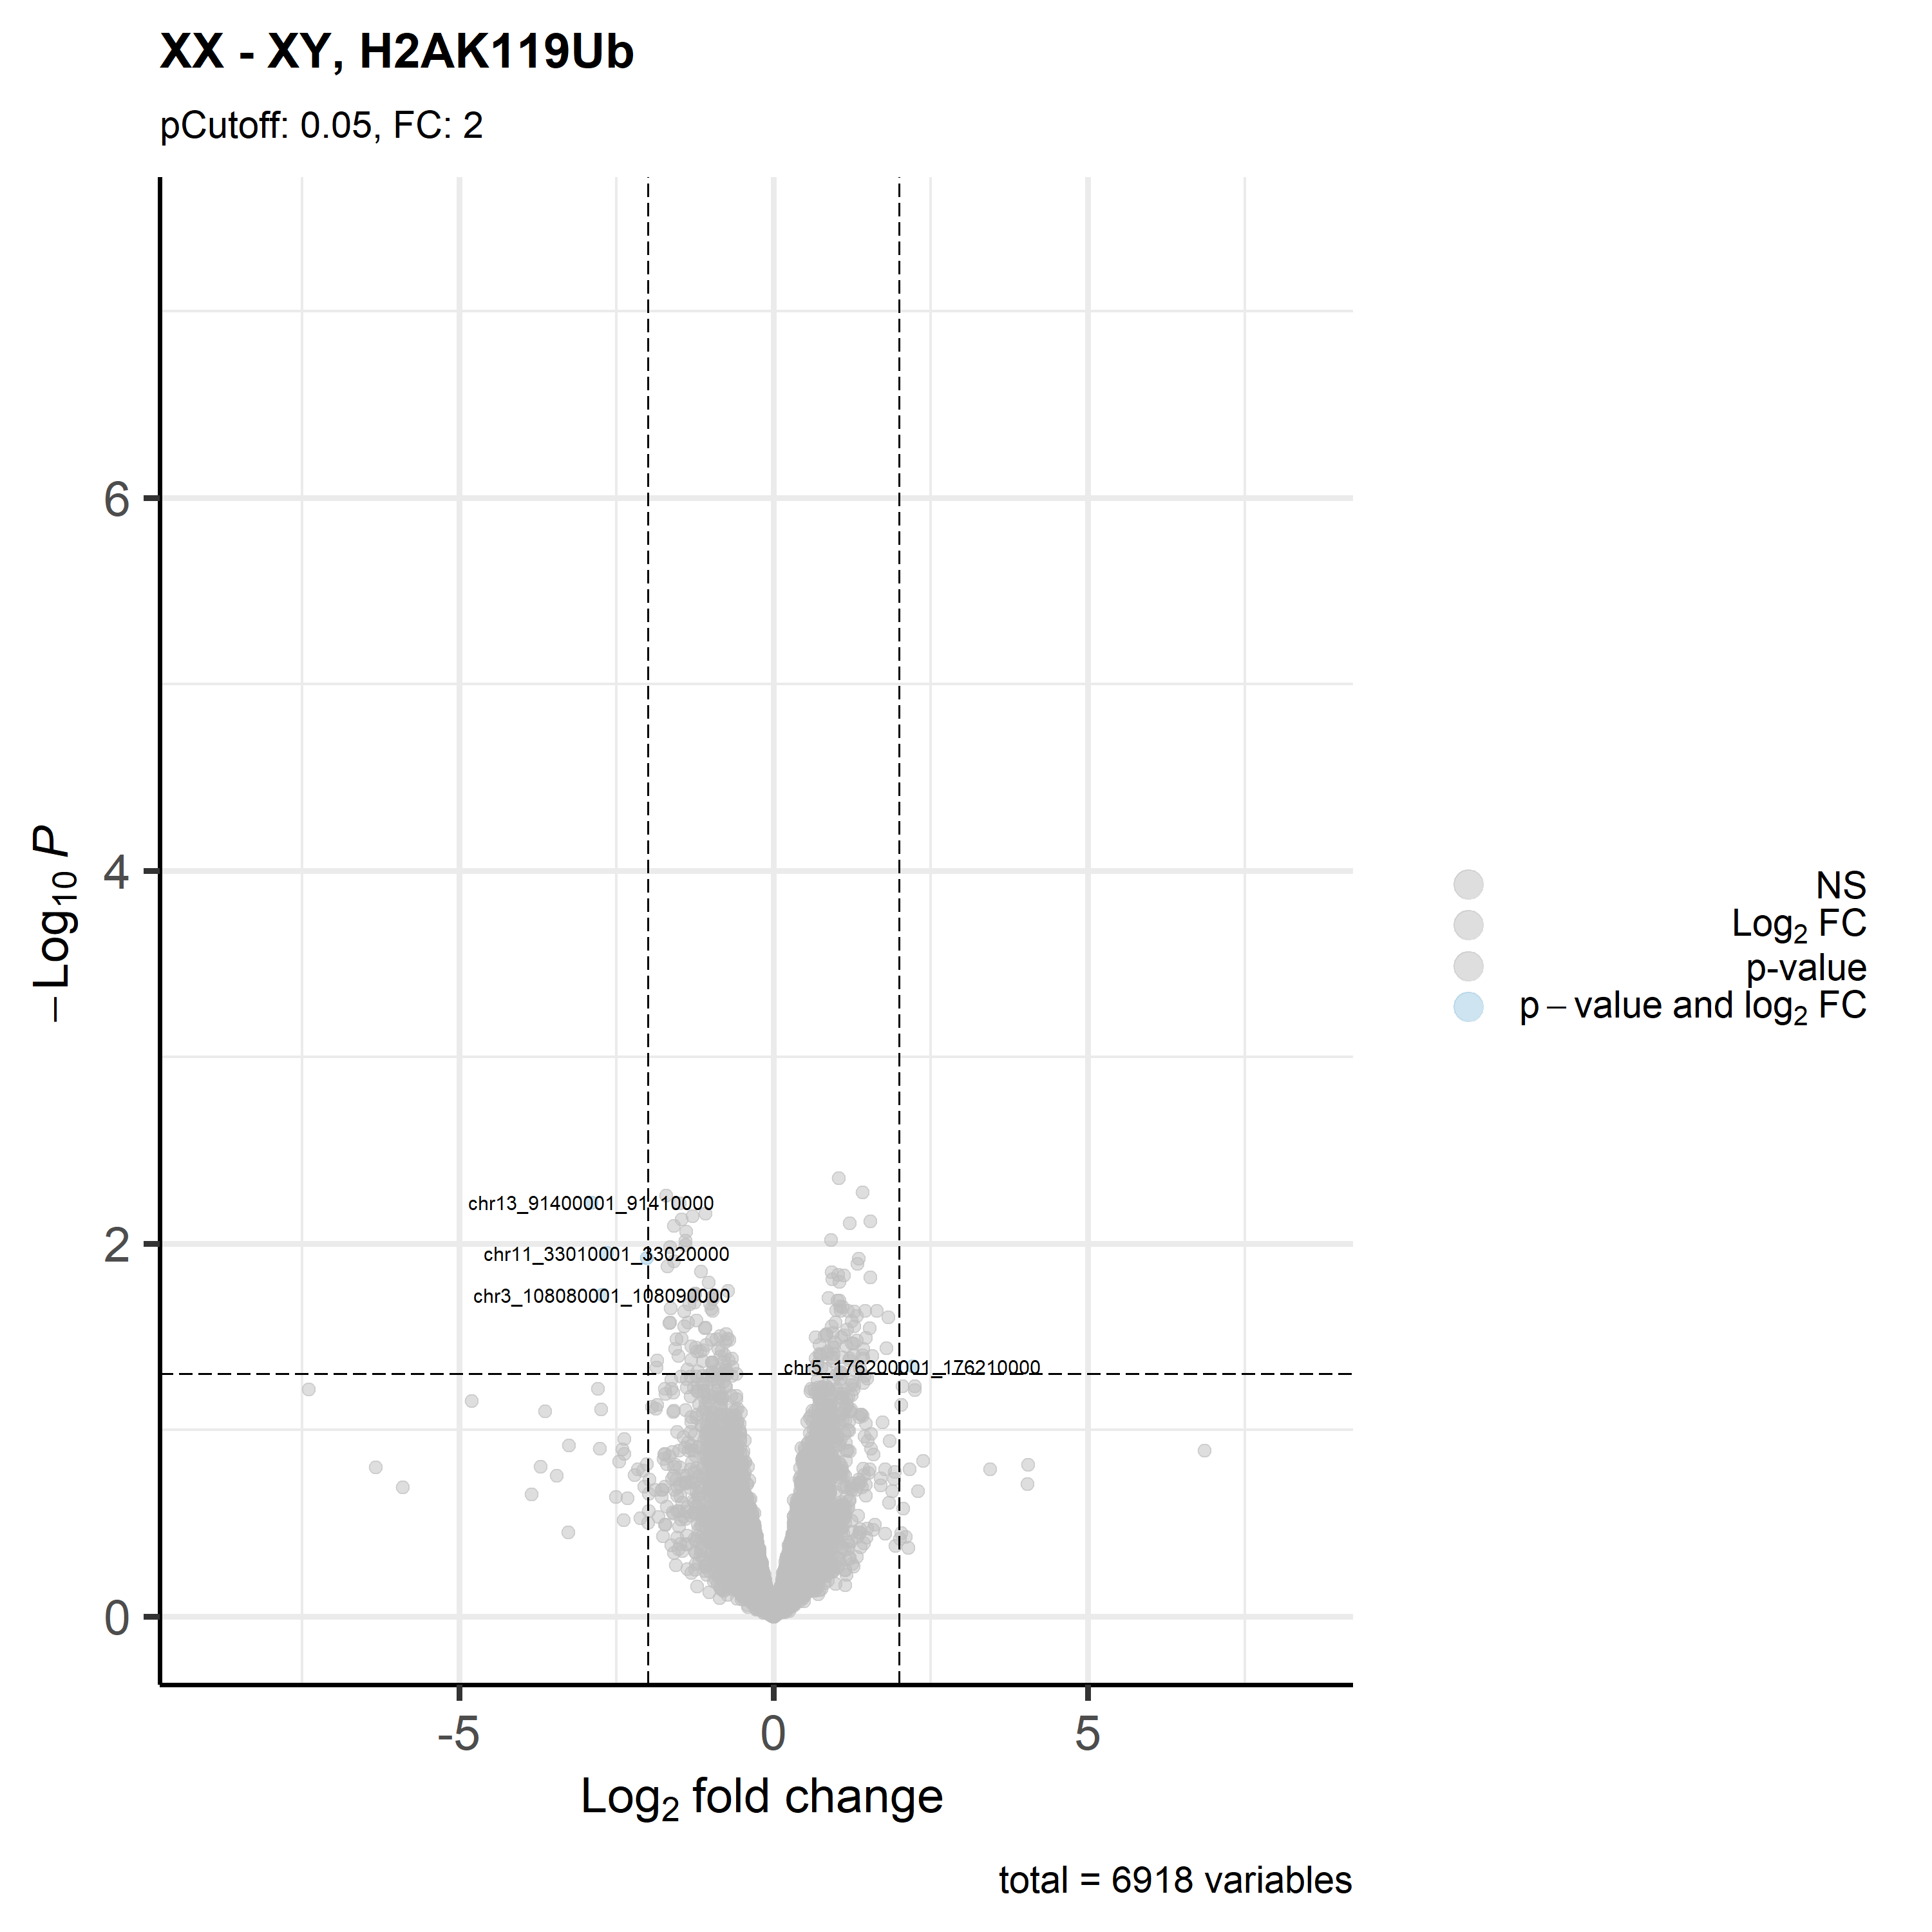 XX - XY, H2AK119Ub
pCutoff: 0.05, FC: 2
−Log10 P
6
4
2
0
chr13_91400001_91410000
chr11_33010001_33020000
chr3_108080001_108090000
chr5_176200001_176210000
-5
0
5
Log2 fold change
NS
Log2 FC
p-value
p − value and log2 FC
total = 6918 variables